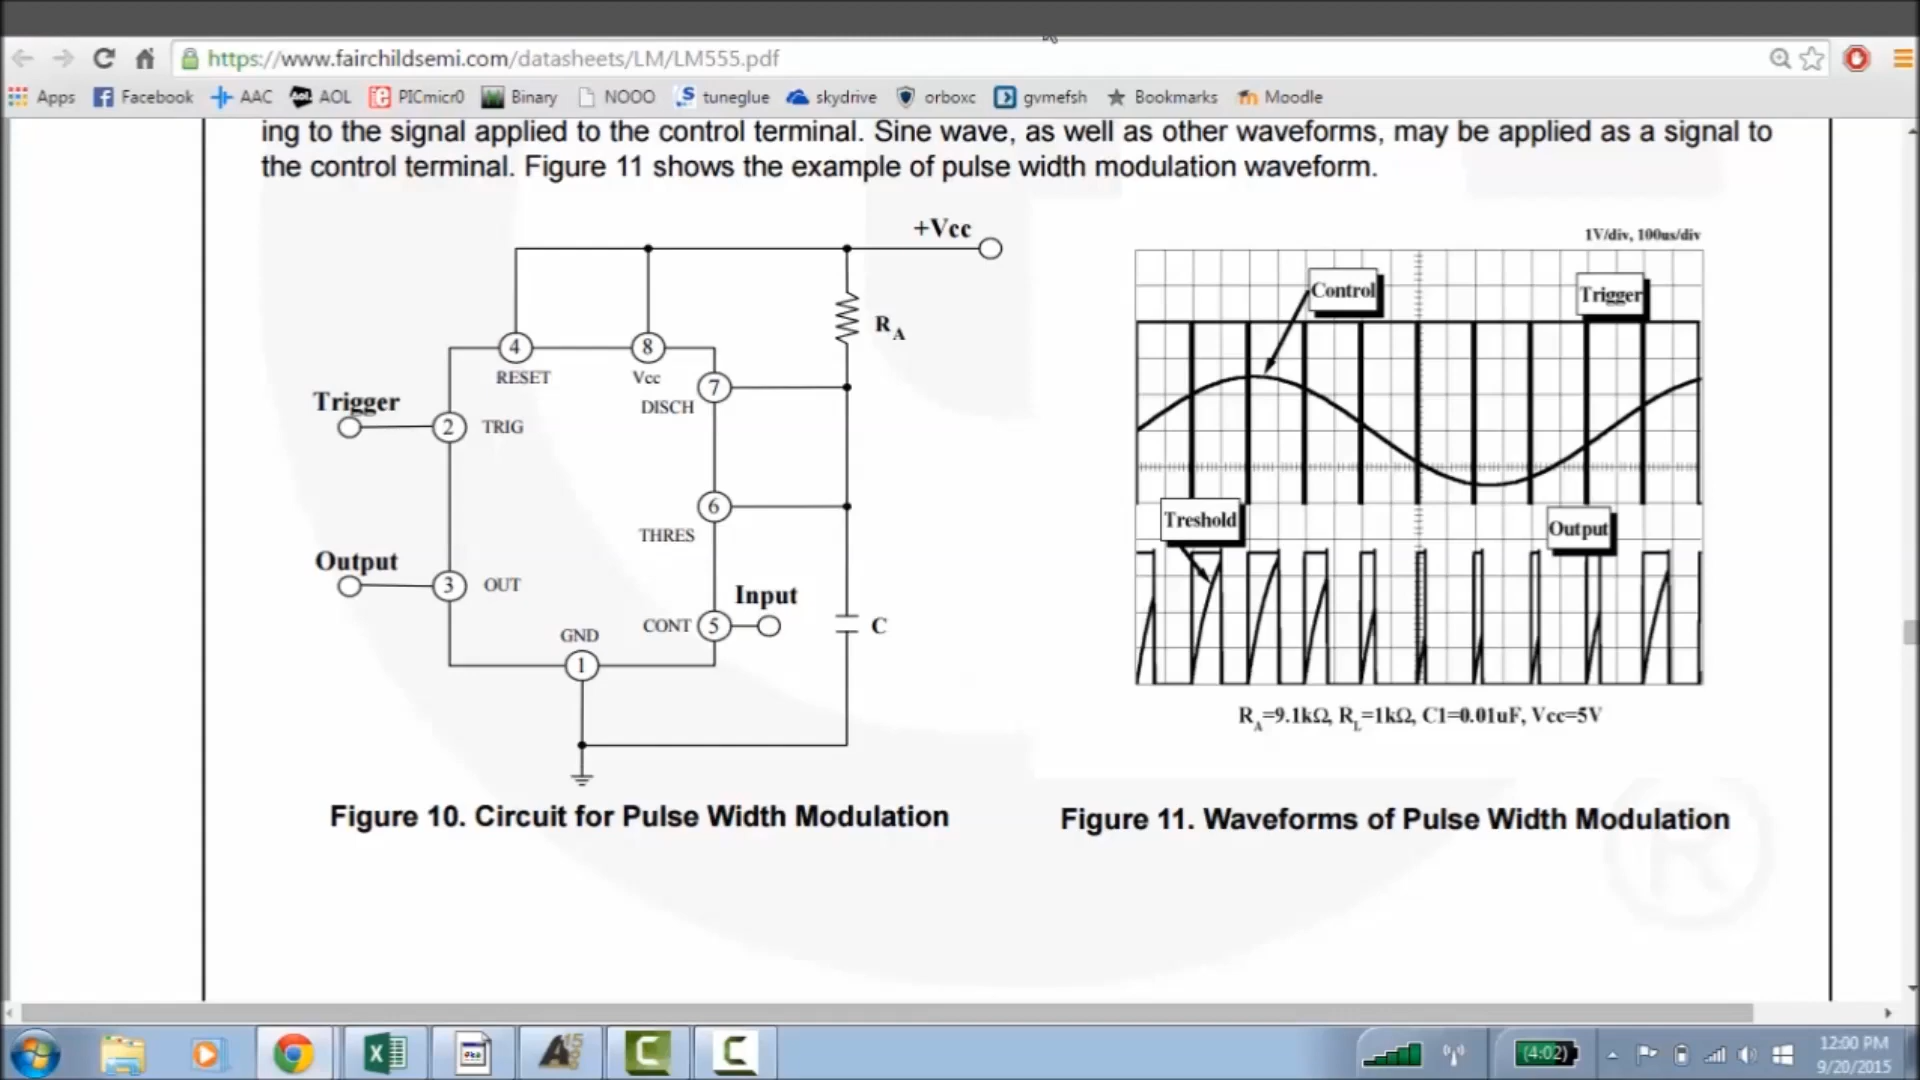 https://www.fairchildsemi.com/datasheets/LM/LM555.pdf
Apps Facebook AAC AOL PICmicr0 Binary NOOO tuneglue skydrive orboxc gvmefsh Bookmarks Moodle
ing to the signal applied to the control terminal. Sine wave, as well as other waveforms, may be applied as a signal to
the control terminal. Figure 11 shows the example of pulse width modulation waveform.
+Vcc
RA
4
8
RESET
Vcc
7
DISCH
Trigger
2
TRIG
6
THRES
Output
3
OUT
Input
CONT
5
C
GND
1
1V/div, 100us/div
Control
Trigger
Treshold
Output
RA=9.1kΩ, RL=1kΩ, C1=0.01uF, Vcc=5V
Figure 10. Circuit for Pulse Width Modulation
Figure 11. Waveforms of Pulse Width Modulation
(4:02)
12:00 PM
9/20/2015